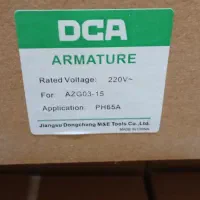 DCA
ARMATURE
Rated Voltage: 220V~
For: AZG03-15
Application: PH65A
Jiangsu Dongcheng M&E Tools Co.,Ltd.
MADE IN CHINA